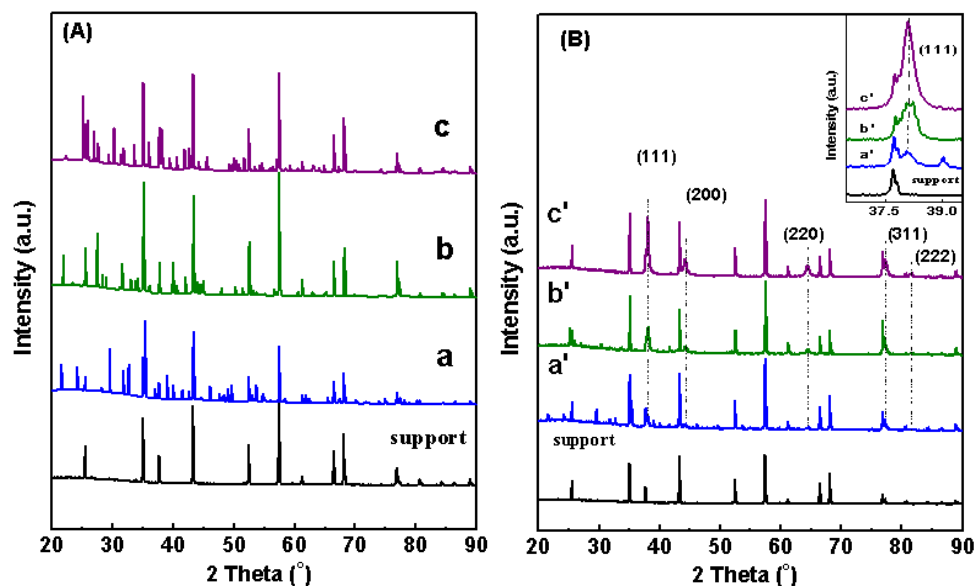 (A)
c
b
a
support
Intensity (a.u.)
20 30 40 50 60 70 80 90
2 Theta (°)
(B)
(111)
c'
b'
a'
support
Intensity (a.u.)
37.5 39.0
(111)
(200)
(220)
(311)
(222)
c'
b'
a'
support
Intensity (a.u.)
20 30 40 50 60 70 80 90
2 Theta (°)